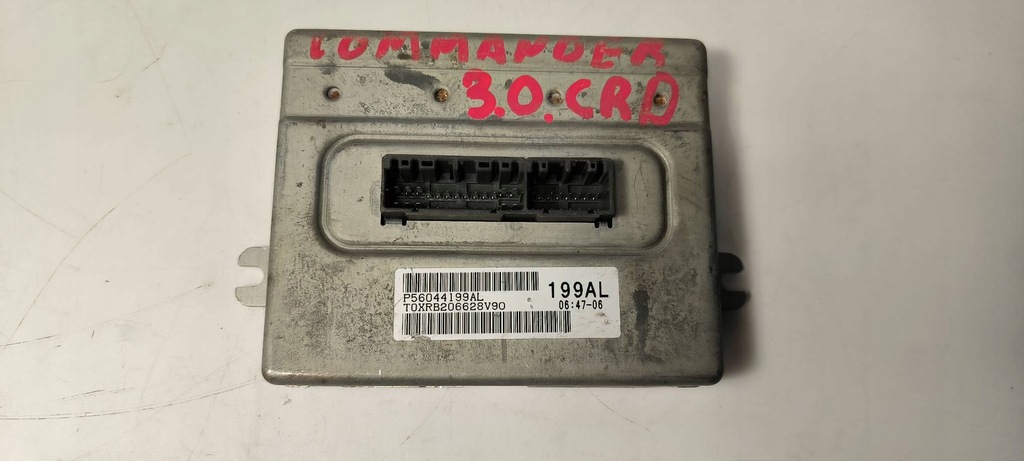 COMMANDER
3.0.CRD
P56044199AL
T0XRB206628V90
199AL
06:47-06